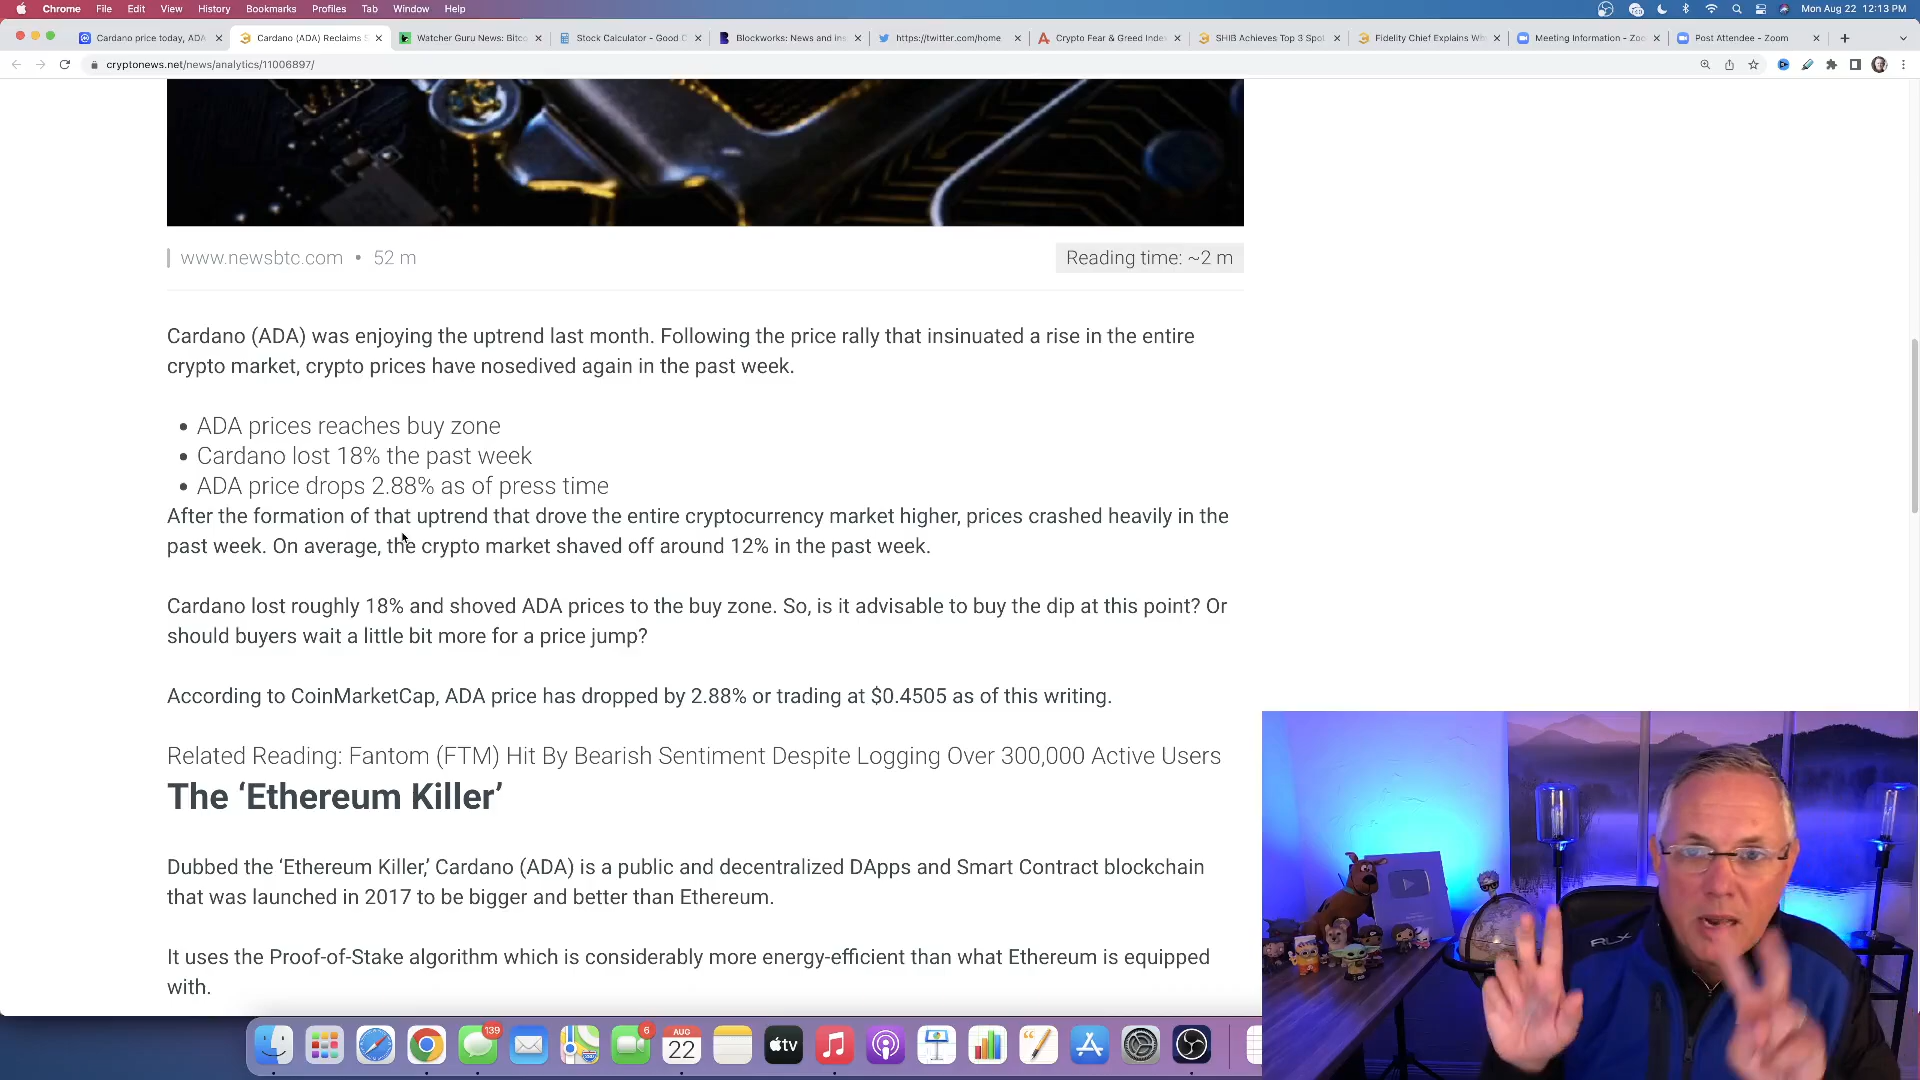 Chrome File Edit View History Bookmarks Profiles Tab Window Help Mon Aug 22 12:13 PM
Cardano price today, ADA Cardano (ADA) Reclaims S Watcher Guru News: Bitco Stock Calculator - Good C Blockworks: News and ins https://twitter.com/home Crypto Fear & Greed Index SHIB Achieves Top 3 Spot Fidelity Chief Explains Wh Meeting Information - Zoo Post Attendee - Zoom
cryptonews.net/news/analytics/11006897/
www.newsbtc.com • 52 m Reading time: ~2 m
Cardano (ADA) was enjoying the uptrend last month. Following the price rally that insinuated a rise in the entire
crypto market, crypto prices have nosedived again in the past week.
• ADA prices reaches buy zone
• Cardano lost 18% the past week
• ADA price drops 2.88% as of press time
After the formation of that uptrend that drove the entire cryptocurrency market higher, prices crashed heavily in the
past week. On average, the crypto market shaved off around 12% in the past week.
Cardano lost roughly 18% and shoved ADA prices to the buy zone. So, is it advisable to buy the dip at this point? Or
should buyers wait a little bit more for a price jump?
According to CoinMarketCap, ADA price has dropped by 2.88% or trading at $0.4505 as of this writing.
Related Reading: Fantom (FTM) Hit By Bearish Sentiment Despite Logging Over 300,000 Active Users
The ‘Ethereum Killer’
Dubbed the ‘Ethereum Killer,’ Cardano (ADA) is a public and decentralized DApps and Smart Contract blockchain
that was launched in 2017 to be bigger and better than Ethereum.
It uses the Proof-of-Stake algorithm which is considerably more energy-efficient than what Ethereum is equipped
with.
RLX
139
6
AUG
22
tv